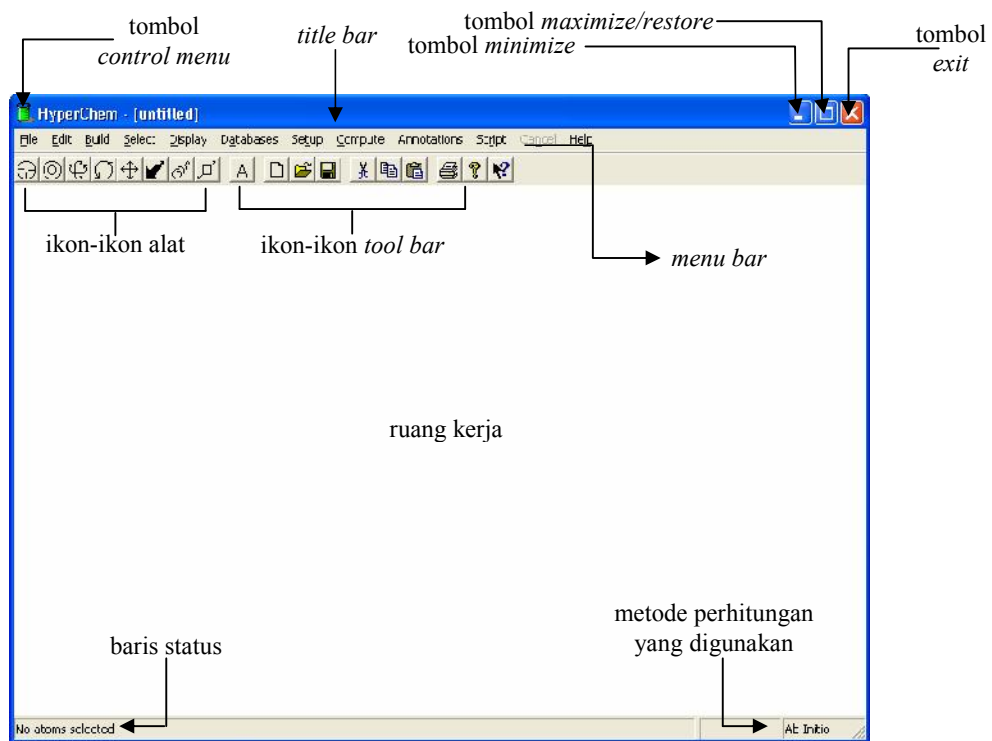 tombol
control menu
title bar
tombol maximize/restore
tombol minimize
tombol
exit
HyperChem - [untitled]
File Edit Build Select Display Databases Setup Compute Annotations Script Cancel Help
A
ikon-ikon alat
ikon-ikon tool bar
menu bar
ruang kerja
metode perhitungan
yang digunakan
baris status
No atoms selected
Ab Initio